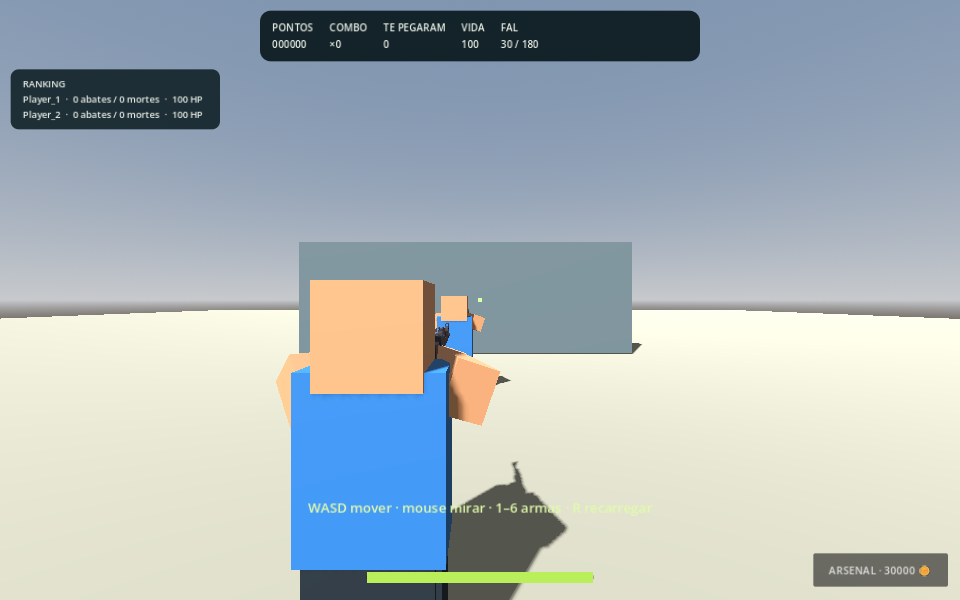 PONTOS COMBO TE PEGARAM VIDA FAL
000000 ×0 0 100 30 / 180
RANKING
Player_1 · 0 abates / 0 mortes · 100 HP
Player_2 · 0 abates / 0 mortes · 100 HP
WASD mover · mouse mirar · 1–6 armas · R recarregar
ARSENAL · 30000